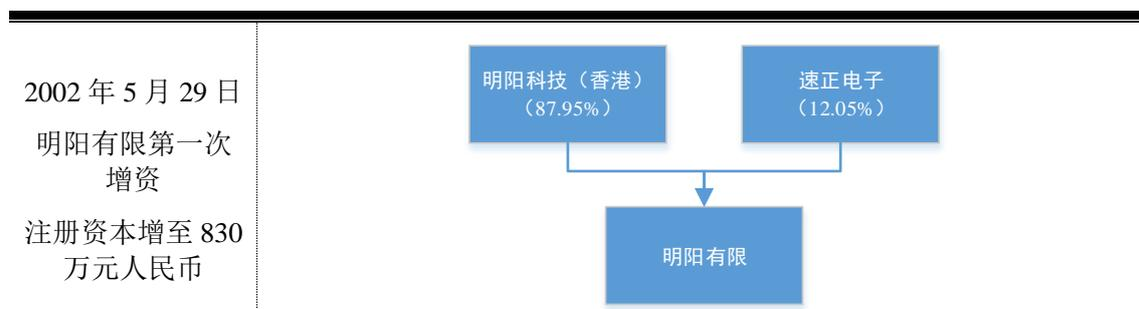 2002 年 5 月 29 日
明阳有限第一次
增资
注册资本增至 830
万元人民币
明阳科技（香港）
（87.95%）
速正电子
（12.05%）
明阳有限